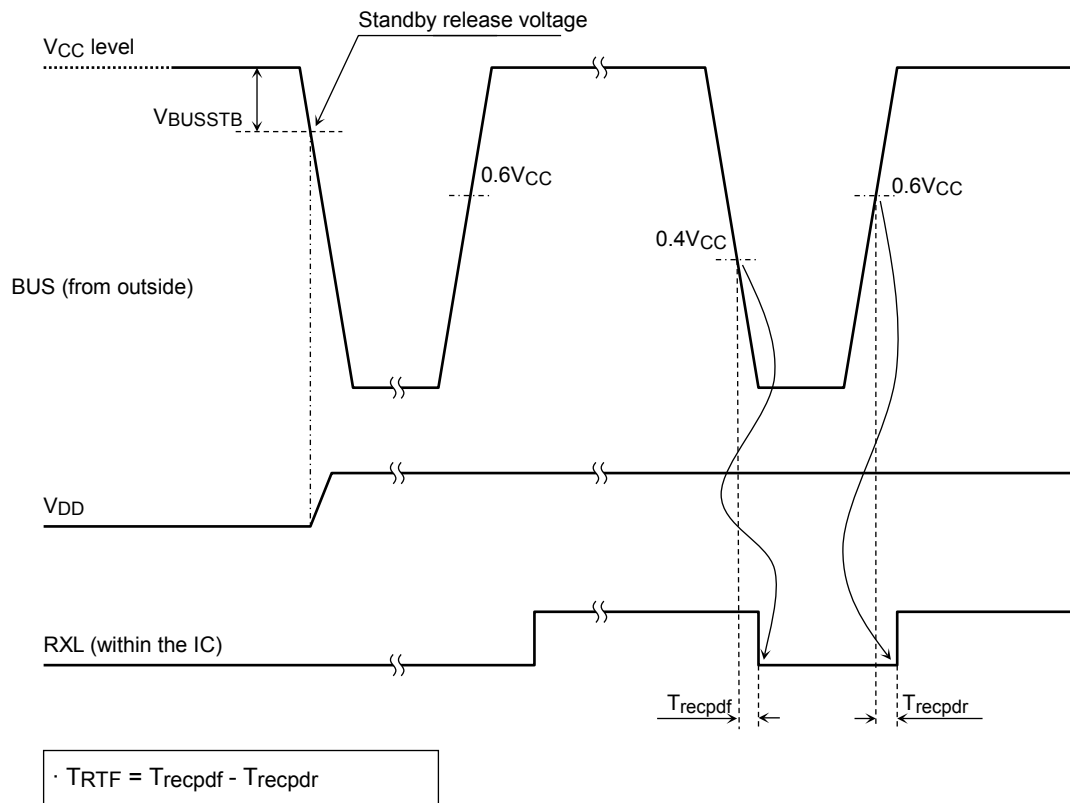 Standby release voltage
VCC level
VBUSSTB
0.6VCC
0.6VCC
0.4VCC
BUS (from outside)
VDD
RXL (within the IC)
Trecpdf
Trecpdr
· TRTF = Trecpdf - Trecpdr